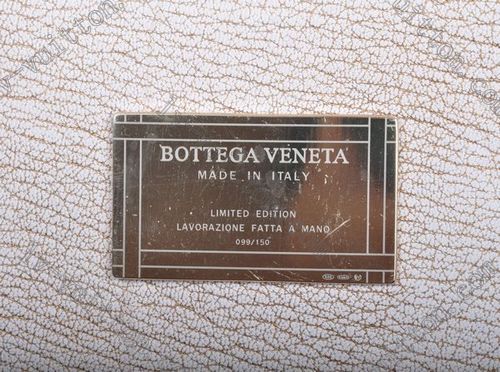 BOTTEGA VENETA
MADE IN ITALY
LIMITED EDITION
LAVORAZIONE FATTA A MANO
099/150